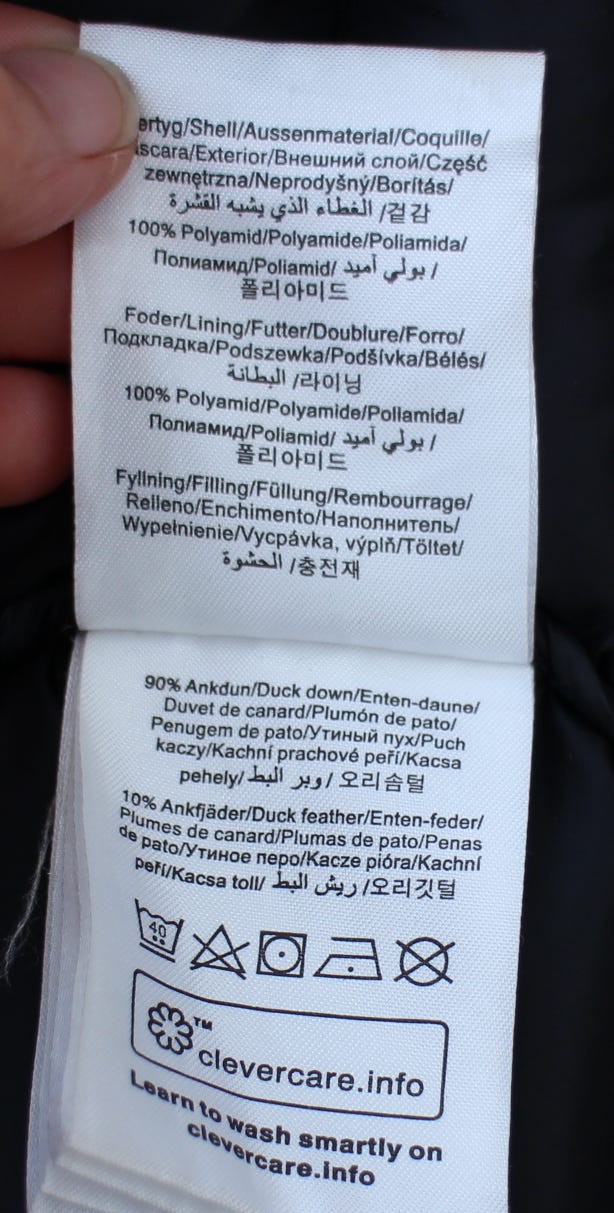 ertyg/Shell/Aussenmaterial/Coquille/
scara/Exterior/Внешний слой/Część
zewnętrzna/Neprodyšný/Borítás/
الغطاء الذي يشبه القشرة /겉감
100% Polyamid/Polyamide/Poliamida/
Полиамид/Poliamid/ بولي أميد /
폴리아미드
Foder/Lining/Futter/Doublure/Forro/
Подкладка/Podszewka/Podšívka/Bélés/
البطانة /라이닝
100% Polyamid/Polyamide/Poliamida/
Полиамид/Poliamid/ بولي أميد /
폴리아미드
Fyllning/Filling/Füllung/Rembourrage/
Relleno/Enchimento/Наполнитель/
Wypełnienie/Vycpávka, výplň/Töltet/
الحشوة /충전재
90% Ankdun/Duck down/Enten-daune/
Duvet de canard/Plumón de pato/
Penugem de pato/Утиный пух/Puch
kaczy/Kachní prachové peří/Kacsa
pehely/ وبر البط / 오리솜털
10% Ankfjäder/Duck feather/Enten-feder/
Plumes de canard/Plumas de pato/Penas
de pato/Утиное перо/Kacze pióra/Kachní
peří/Kacsa toll/ ريش البط /오리깃털
40
TM
clevercare.info
Learn to wash smartly on
clevercare.info